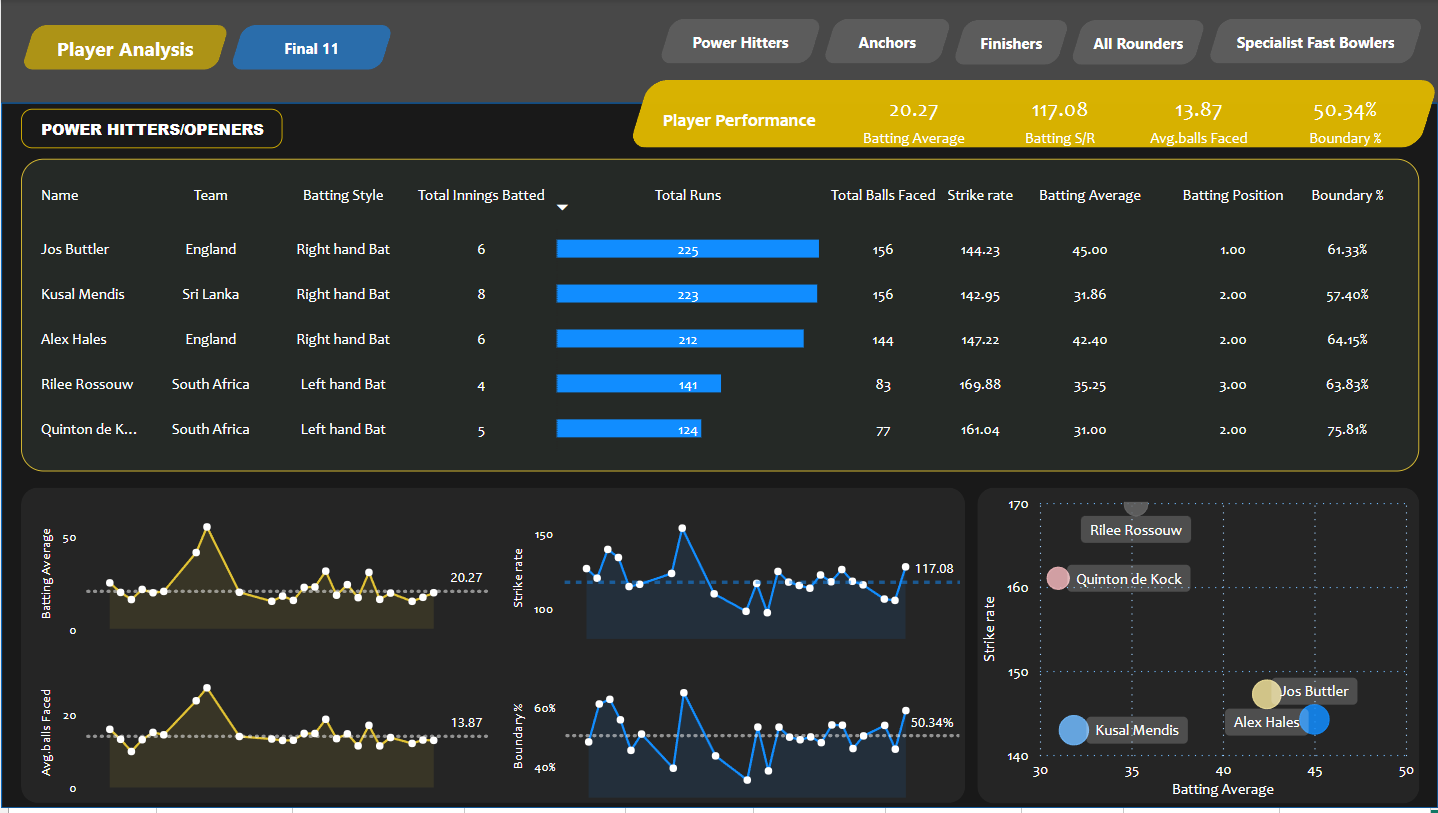 Player Analysis
Final 11
Power Hitters
Anchors
Finishers
All Rounders
Specialist Fast Bowlers
POWER HITTERS/OPENERS
Player Performance
20.27
Batting Average
117.08
Batting S/R
13.87
Avg.balls Faced
50.34%
Boundary %
Name Team Batting Style Total Innings Batted Total Runs Total Balls Faced Strike rate Batting Average Batting Position Boundary %
Jos Buttler England Right hand Bat 6 225 156 144.23 45.00 1.00 61.33%
Kusal Mendis Sri Lanka Right hand Bat 8 223 156 142.95 31.86 2.00 57.40%
Alex Hales England Right hand Bat 6 212 144 147.22 42.40 2.00 64.15%
Rilee Rossouw South Africa Left hand Bat 4 141 83 169.88 35.25 3.00 63.83%
Quinton de K... South Africa Left hand Bat 5 124 77 161.04 31.00 2.00 75.81%
Batting Average
50
0
20.27
Strike rate
150
100
117.08
Avg.balls Faced
20
0
13.87
Boundary %
60%
40%
50.34%
Strike rate
170
160
150
140
Rilee Rossouw
Quinton de Kock
Jos Buttler
Alex Hales
Kusal Mendis
30 35 40 45 50
Batting Average